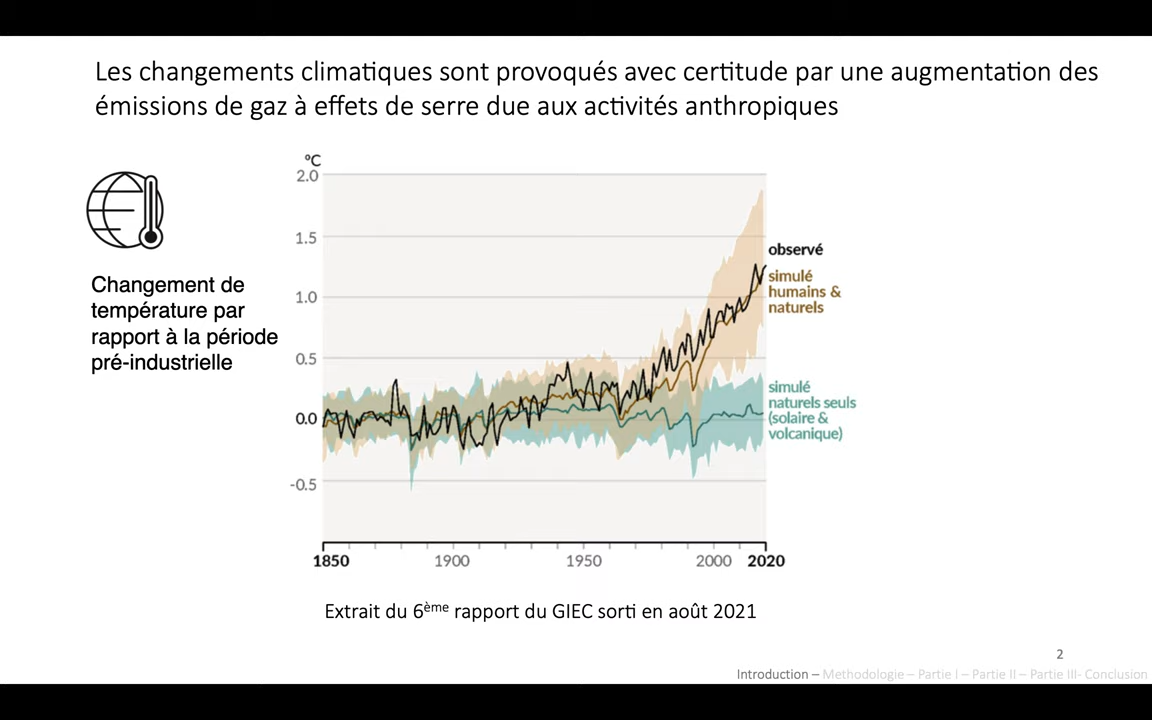 Les changements climatiques sont provoqués avec certitude par une augmentation des
émissions de gaz à effets de serre due aux activités anthropiques
°C
2.0
1.5
1.0
0.5
0.0
-0.5
Changement de
température par
rapport à la période
pré-industrielle
observé
simulé
humains &
naturels
simulé
naturels seuls
(solaire &
volcanique)
1850 1900 1950 2000 2020
Extrait du 6ème rapport du GIEC sorti en août 2021
2
Introduction – Methodologie – Partie I – Partie II – Partie III- Conclusion